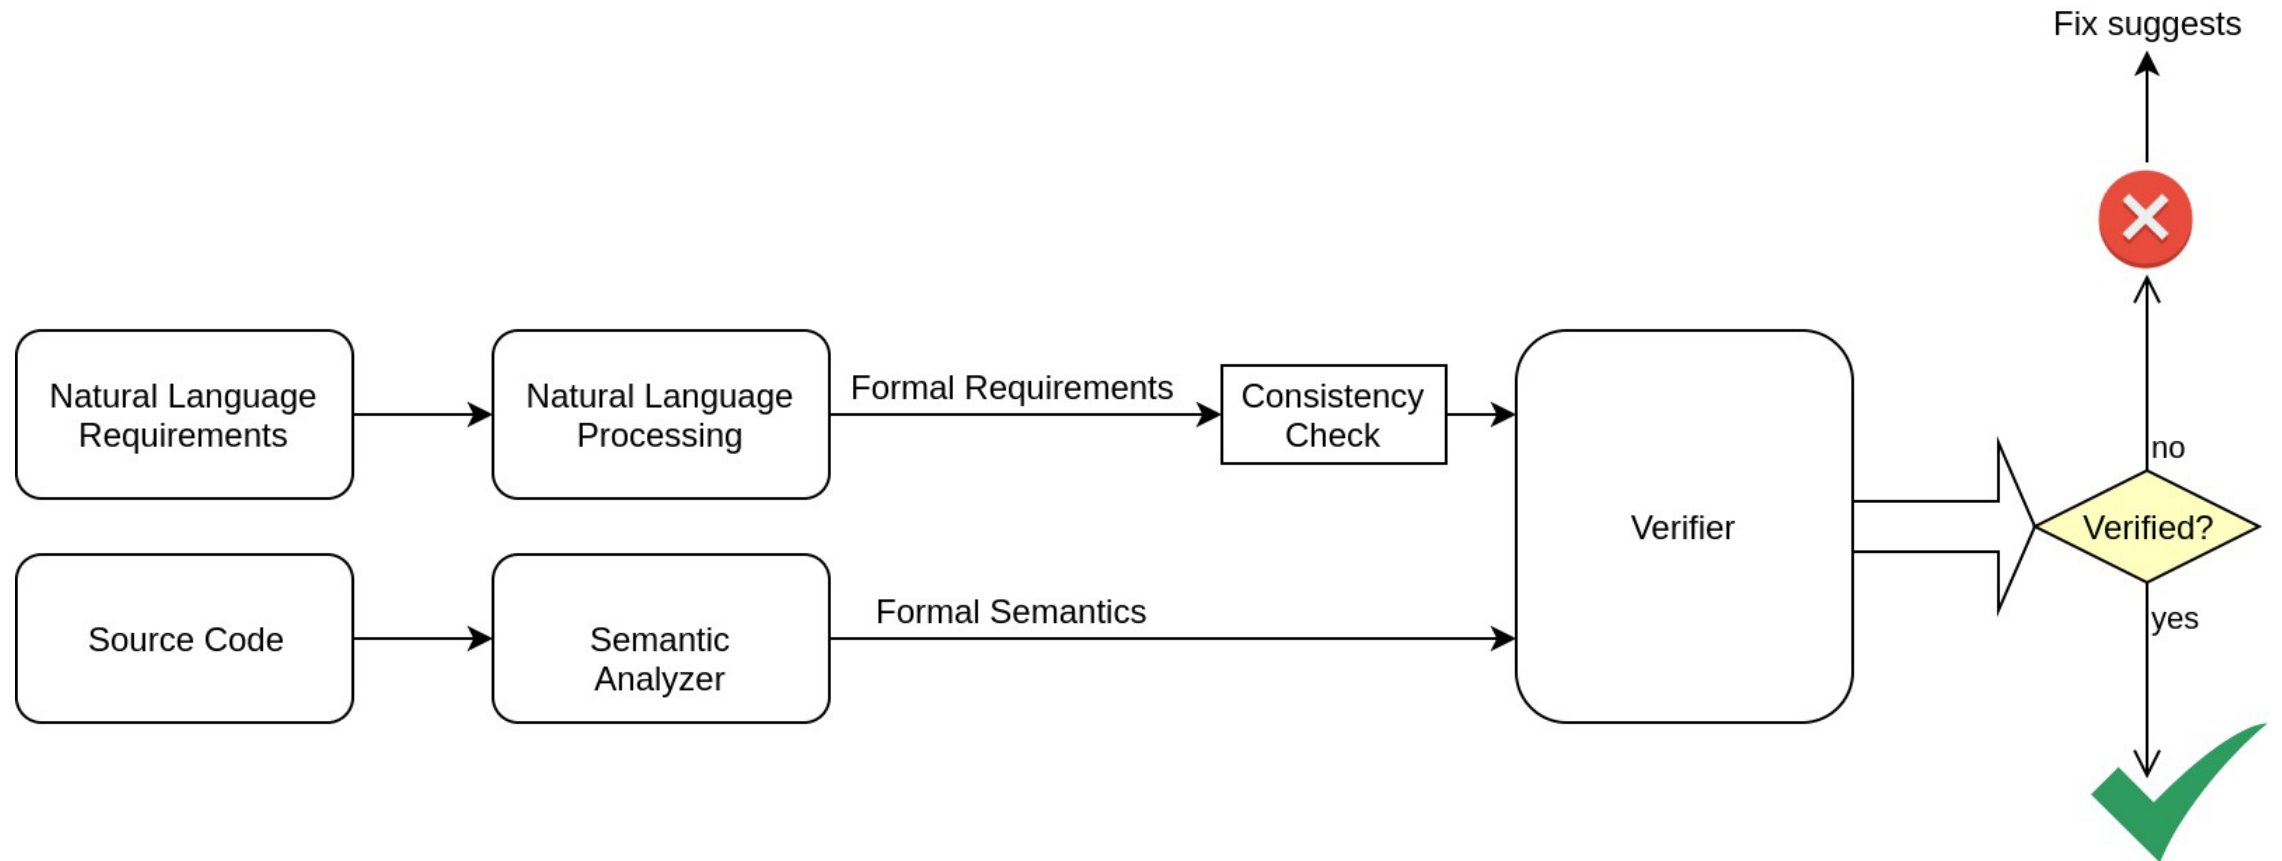 Fix suggests
Natural Language
Requirements
Natural Language
Processing
Formal Requirements
Consistency
Check
no
Verifier
Verified?
Source Code
Semantic
Analyzer
Formal Semantics
yes